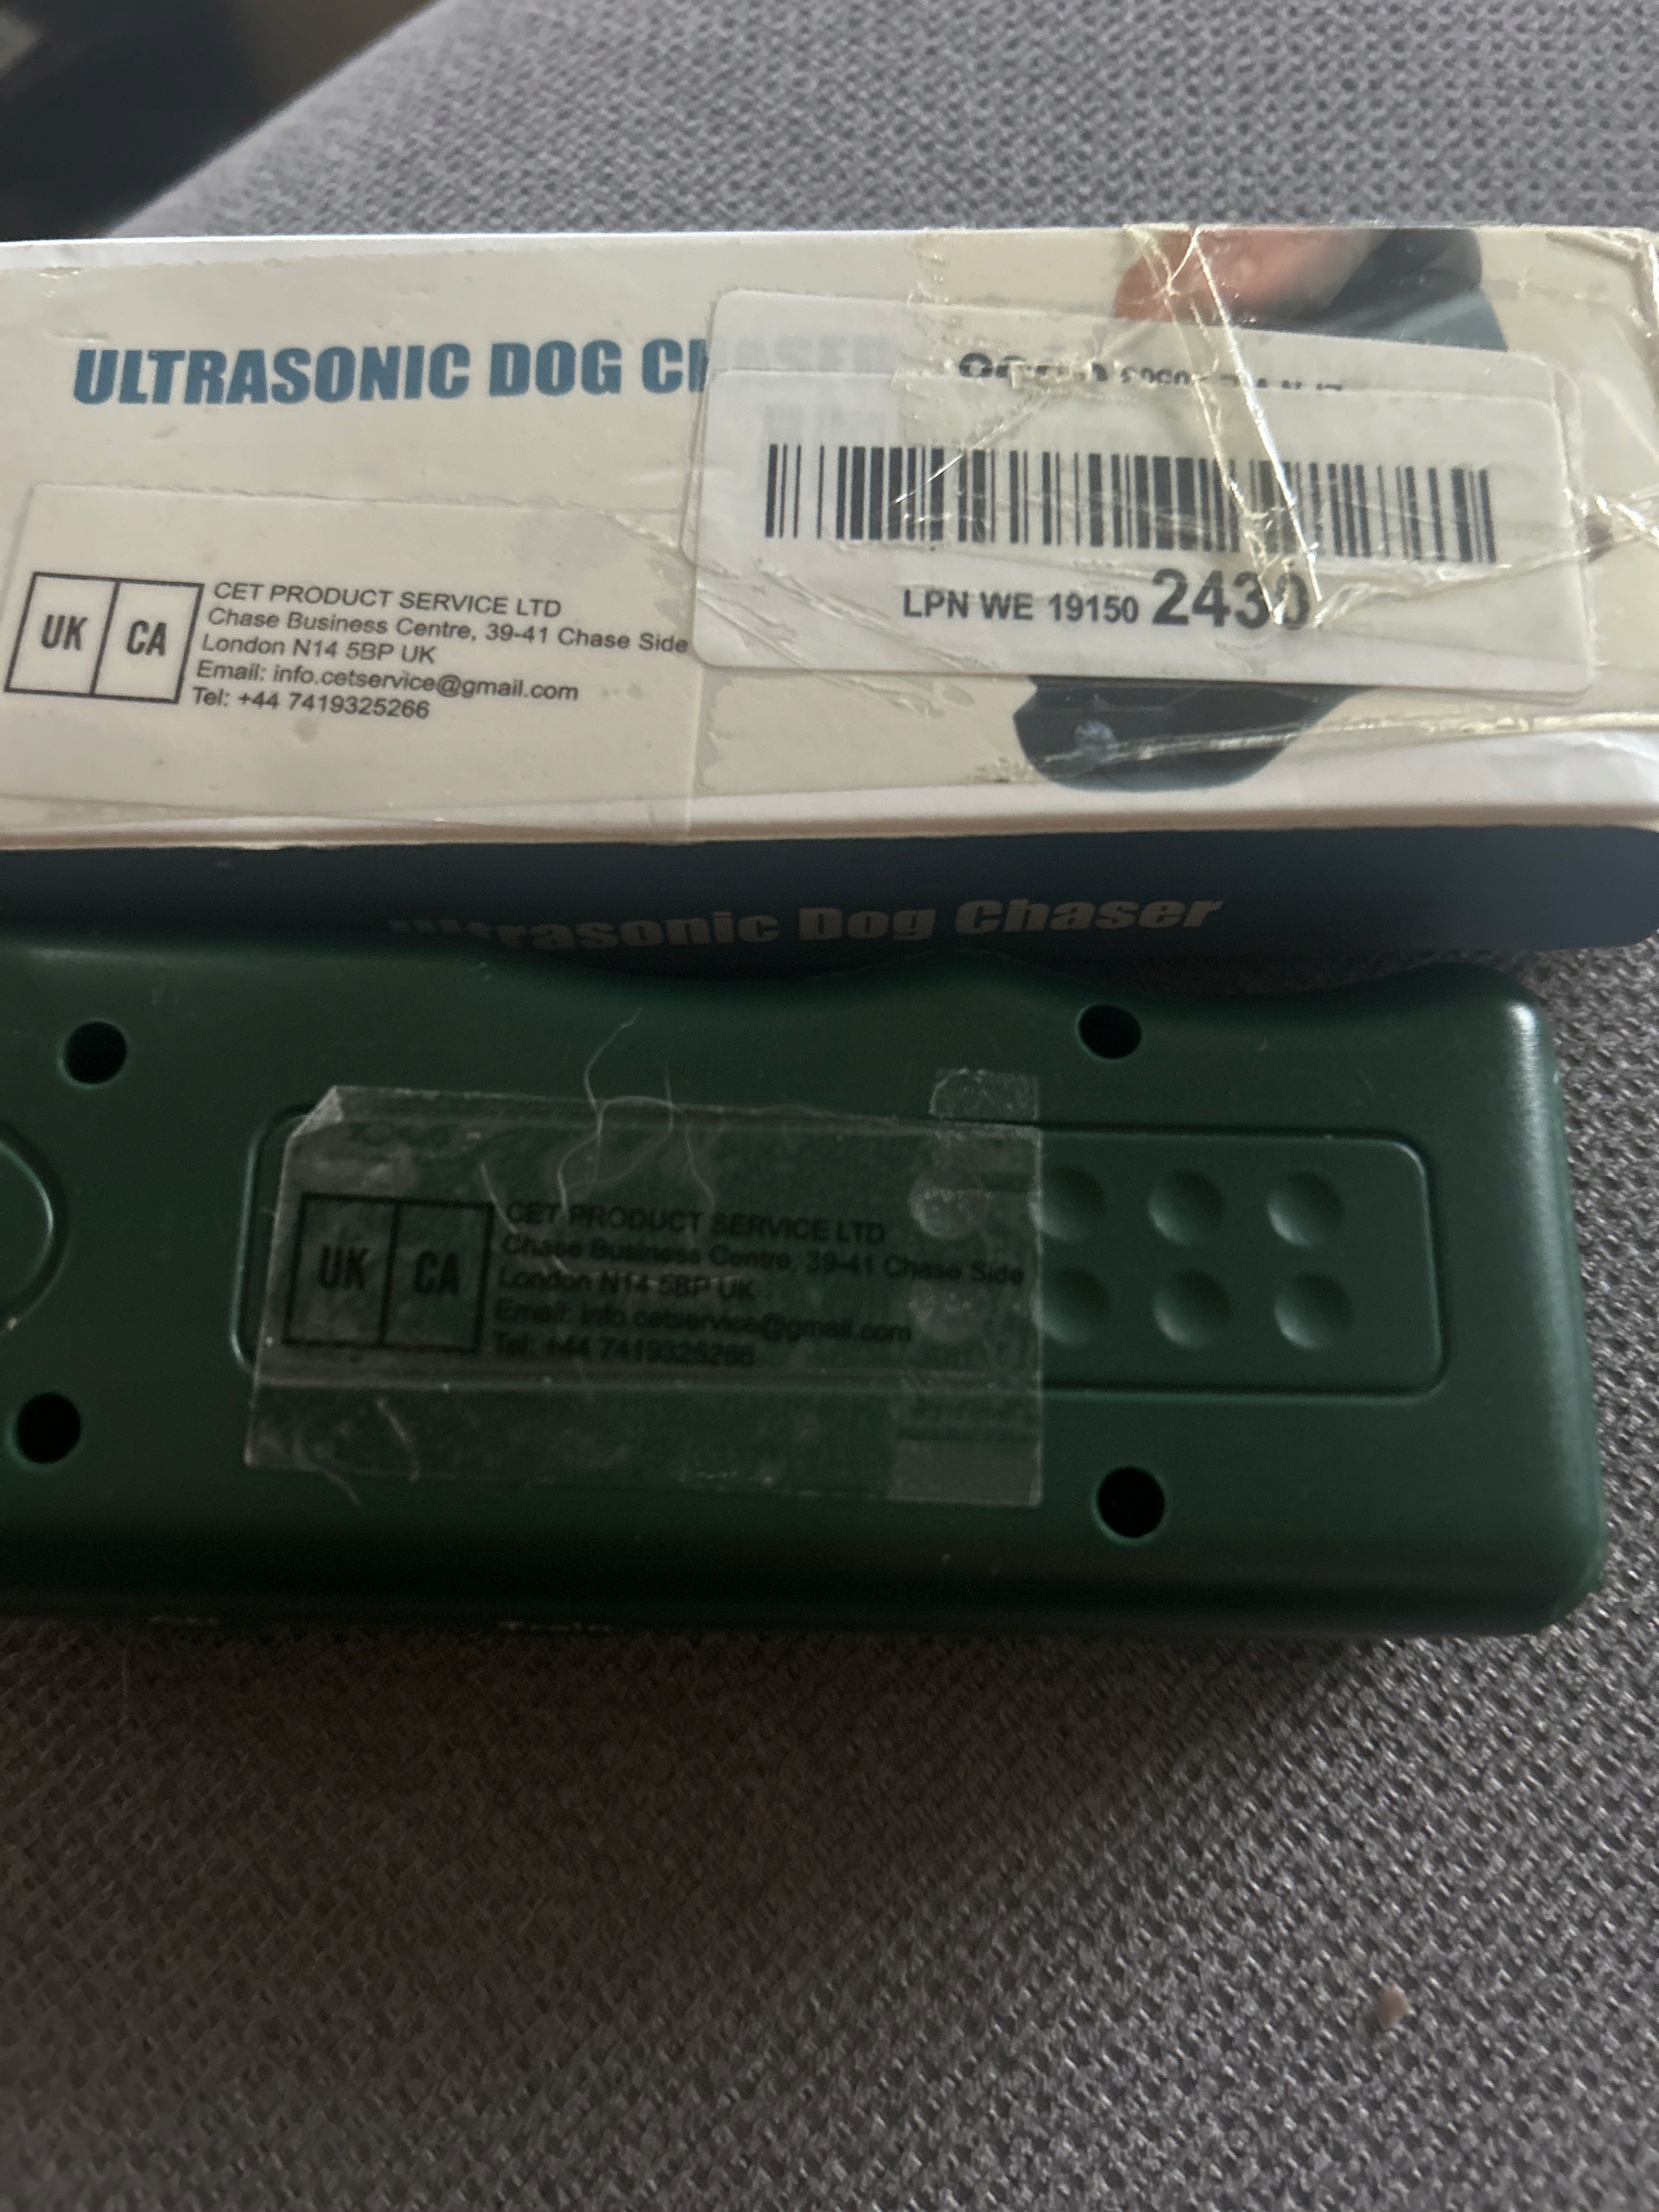 ULTRASONIC DOG CHASER
UK CA
CET PRODUCT SERVICE LTD
Chase Business Centre, 39-41 Chase Side
London N14 5BP UK
Email: info.cetservice@gmail.com
Tel: +44 7419325266
LPN WE 19150 2430
Ultrasonic Dog Chaser
UK CA
CET PRODUCT SERVICE LTD
Chase Business Centre, 39-41 Chase Side
London N14 5BP UK
Email: info.cetservice@gmail.com
Tel: +44 7419325266
Train